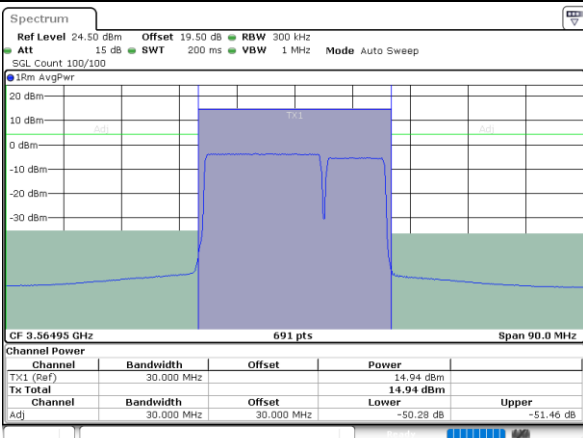 Spectrum
Ref Level 24.50 dBm Offset 19.50 dB RBW 300 kHz
Att 15 dB SWT 200 ms VBW 1 MHz Mode Auto Sweep
SGL Count 100/100
1Rm AvgPwr
20 dBm
TX1
10 dBm
Adj Adj
0 dBm
-10 dBm
-20 dBm
-30 dBm
CF 3.56495 GHz 691 pts Span 90.0 MHz
Channel Power
Channel Bandwidth Offset Power
TX1 (Ref) 30.000 MHz 14.94 dBm
Tx Total 14.94 dBm
Channel Bandwidth Offset Lower Upper
Adj 30.000 MHz 30.000 MHz -50.28 dB -51.46 dB